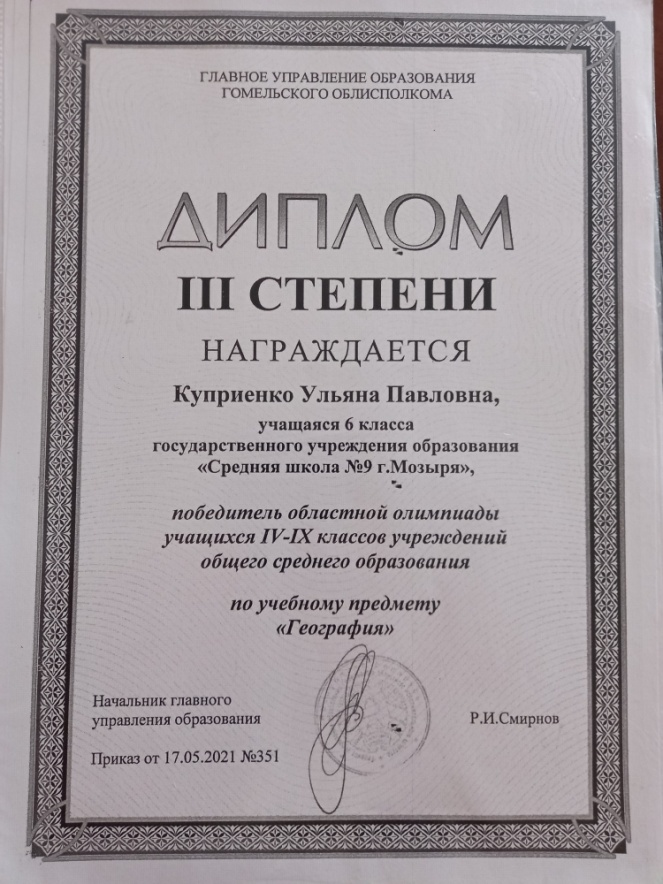 ГЛАВНОЕ УПРАВЛЕНИЕ ОБРАЗОВАНИЯ
ГОМЕЛЬСКОГО ОБЛИСПОЛКОМА
ДИПЛОМ
III СТЕПЕНИ
НАГРАЖДАЕТСЯ
Куприенко Ульяна Павловна,
учащаяся 6 класса
государственного учреждения образования
«Средняя школа №9 г.Мозыря»,
победитель областной олимпиады
учащихся IV-IX классов учреждений
общего среднего образования
по учебному предмету
«География»
Начальник главного
управления образования
Р.И.Смирнов
Приказ от 17.05.2021 №351